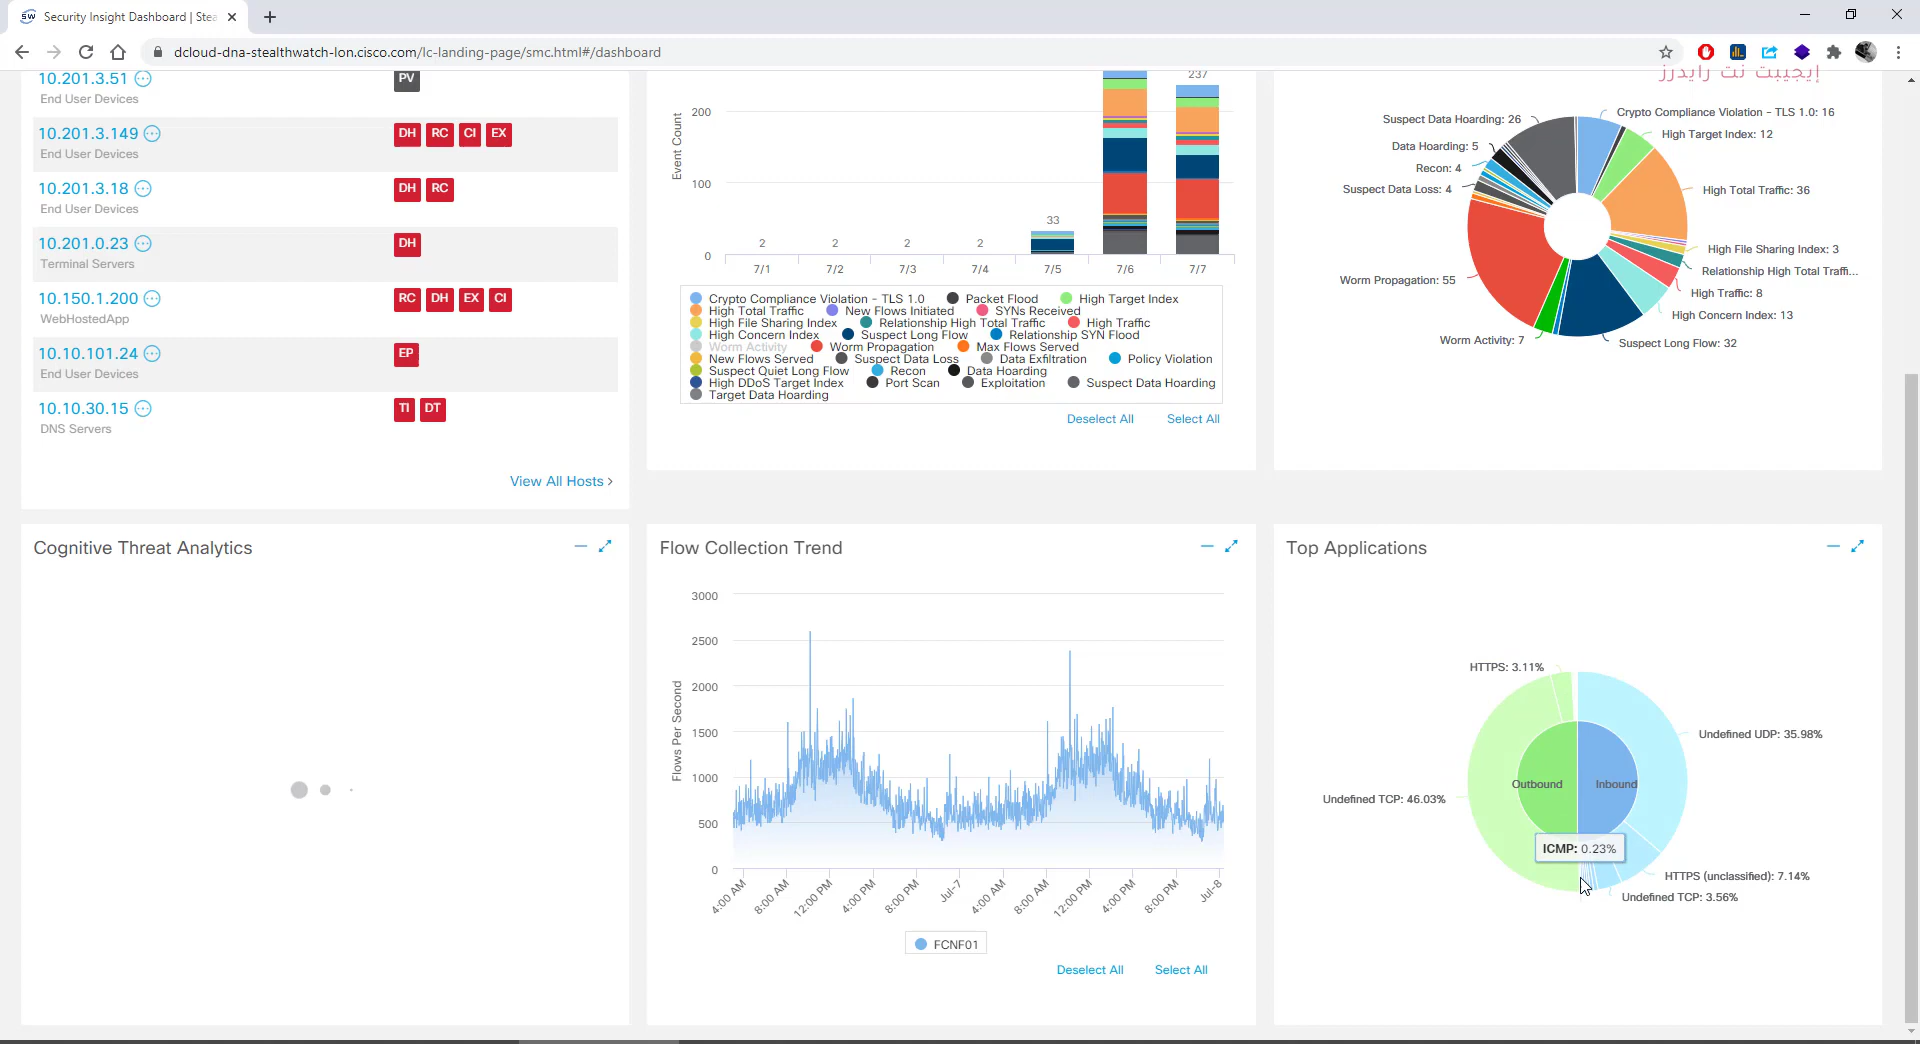 Security Insight Dashboard | Stea
dcloud-dna-stealthwatch-lon.cisco.com/lc-landing-page/smc.html#/dashboard
إيجيبت نت رايدرز
10.201.3.51
PV
End User Devices
10.201.3.149
DH RC CI EX
End User Devices
10.201.3.18
DH RC
End User Devices
10.201.0.23
DH
Terminal Servers
10.150.1.200
RC DH EX CI
WebHostedApp
10.10.101.24
EP
End User Devices
10.10.30.15
TI DT
DNS Servers
View All Hosts >
Event Count
200
100
0
2
2
2
2
33
237
7/1 7/2 7/3 7/4 7/5 7/6 7/7
Crypto Compliance Violation - TLS 1.0 Packet Flood High Target Index
High Total Traffic New Flows Initiated SYNs Received
High File Sharing Index Relationship High Total Traffic High Traffic
High Concern Index Suspect Long Flow Relationship SYN Flood
Worm Activity Worm Propagation Max Flows Served
New Flows Served Suspect Data Loss Data Exfiltration Policy Violation
Suspect Quiet Long Flow Recon Data Hoarding
High DDoS Target Index Port Scan Exploitation Suspect Data Hoarding
Target Data Hoarding
Deselect All Select All
Suspect Data Hoarding: 26
Data Hoarding: 5
Recon: 4
Suspect Data Loss: 4
Worm Propagation: 55
Worm Activity: 7
Crypto Compliance Violation - TLS 1.0: 16
High Target Index: 12
High Total Traffic: 36
High File Sharing Index: 3
Relationship High Total Traffi...
High Traffic: 8
High Concern Index: 13
Suspect Long Flow: 32
Cognitive Threat Analytics
Flow Collection Trend
Flows Per Second
3000
2500
2000
1500
1000
500
0
4:00 AM 8:00 AM 12:00 PM 4:00 PM 8:00 PM Jul-7 4:00 AM 8:00 AM 12:00 PM 4:00 PM 8:00 PM Jul-8
FCNF01
Deselect All Select All
Top Applications
HTTPS: 3.11%
Undefined UDP: 35.98%
Outbound Inbound
Undefined TCP: 46.03%
ICMP: 0.23%
HTTPS (unclassified): 7.14%
Undefined TCP: 3.56%